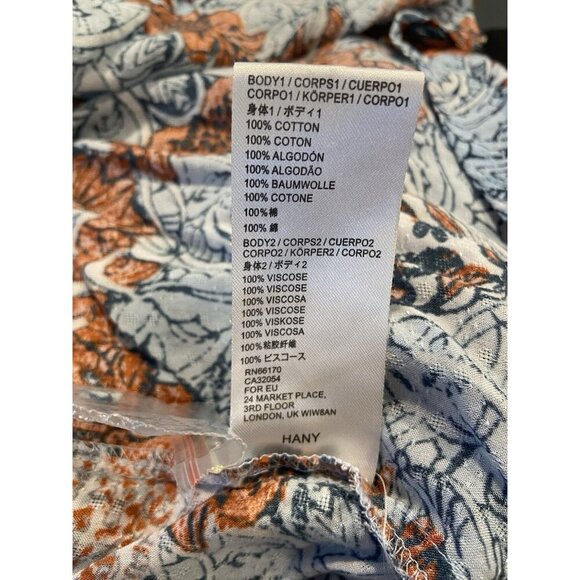 BODY1 / CORPS1 / CUERPO1
CORPO1 / KÖRPER1 / CORPO1
身体1 / ボディ1
100% COTTON
100% COTON
100% ALGODÓN
100% ALGODÃO
100% BAUMWOLLE
100% COTONE
100% 棉
100% 綿
BODY2 / CORPS2 / CUERPO2
CORPO2 / KÖRPER2 / CORPO2
身体2 / ボディ2
100% VISCOSE
100% VISCOSE
100% VISCOSA
100% VISCOSE
100% VISKOSE
100% VISCOSA
100%粘胶纤维
100% ビスコース
RN66170
CA32054
FOR EU
24 MARKET PLACE,
3RD FLOOR
LONDON, UK WIW8AN
HANY